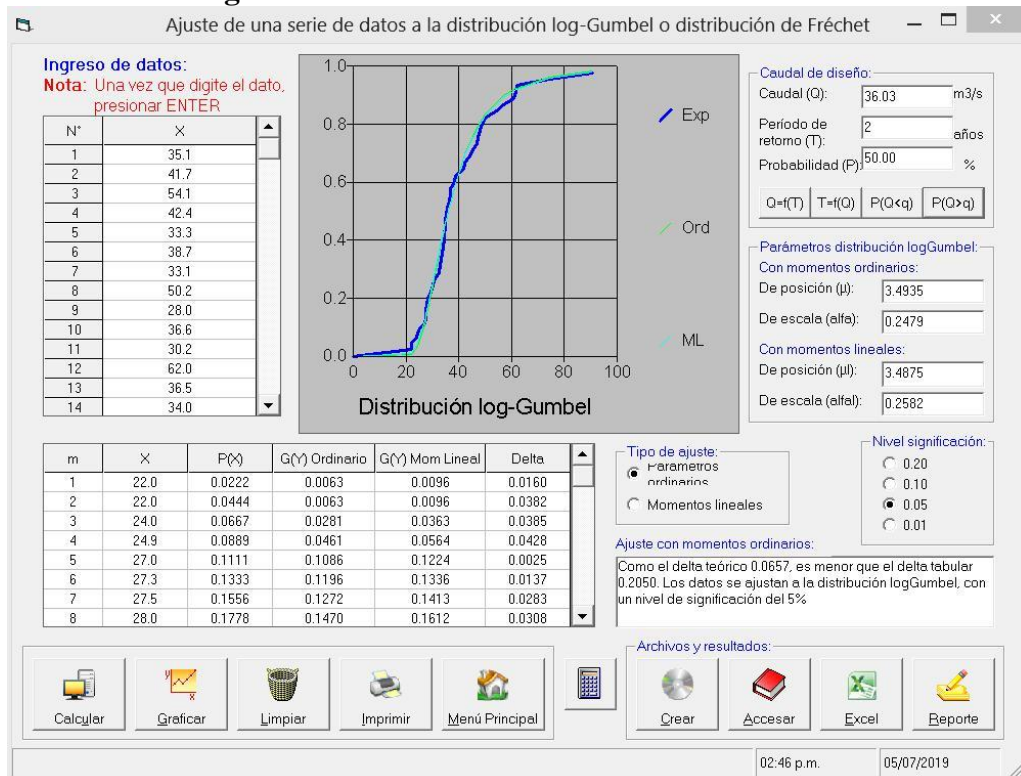 Ajuste de una serie de datos a la distribución log-Gumbel o distribución de Fréchet
Ingreso de datos:
Nota: Una vez que digite el dato,
presionar ENTER
N° X
1 35.1
2 41.7
3 54.1
4 42.4
5 33.3
6 38.7
7 33.1
8 50.2
9 28.0
10 36.6
11 30.2
12 62.0
13 36.5
14 34.0
1.0
0.8
0.6
0.4
0.2
0.0
0 20 40 60 80 100
Distribución log-Gumbel
Exp
Ord
ML
Caudal de diseño:
Caudal (Q): 36.03 m3/s
Período de
retorno (T): 2 años
Probabilidad (P): 50.00 %
Q=f(T) T=f(Q) P(Q<q) P(Q>q)
Parámetros distribución logGumbel:
Con momentos ordinarios:
De posición (µ): 3.4935
De escala (alfa): 0.2479
Con momentos lineales:
De posición (µl): 3.4875
De escala (alfal): 0.2582
m X P(X) G(Y) Ordinario G(Y) Mom Lineal Delta
1 22.0 0.0222 0.0063 0.0096 0.0160
2 22.0 0.0444 0.0063 0.0096 0.0382
3 24.0 0.0667 0.0281 0.0363 0.0385
4 24.9 0.0889 0.0461 0.0564 0.0428
5 27.0 0.1111 0.1086 0.1224 0.0025
6 27.3 0.1333 0.1196 0.1336 0.0137
7 27.5 0.1556 0.1272 0.1413 0.0283
8 28.0 0.1778 0.1470 0.1612 0.0308
Tipo de ajuste:
Parámetros
ordinarios
Momentos lineales
Nivel significación:
0.20
0.10
0.05
0.01
Ajuste con momentos ordinarios:
Como el delta teórico 0.0657, es menor que el delta tabular
0.2050. Los datos se ajustan a la distribución logGumbel, con
un nivel de significación del 5%
Calcular Graficar Limpiar Imprimir Menú Principal
Archivos y resultados:
Crear Accesar Excel Reporte
02:46 p.m. 05/07/2019